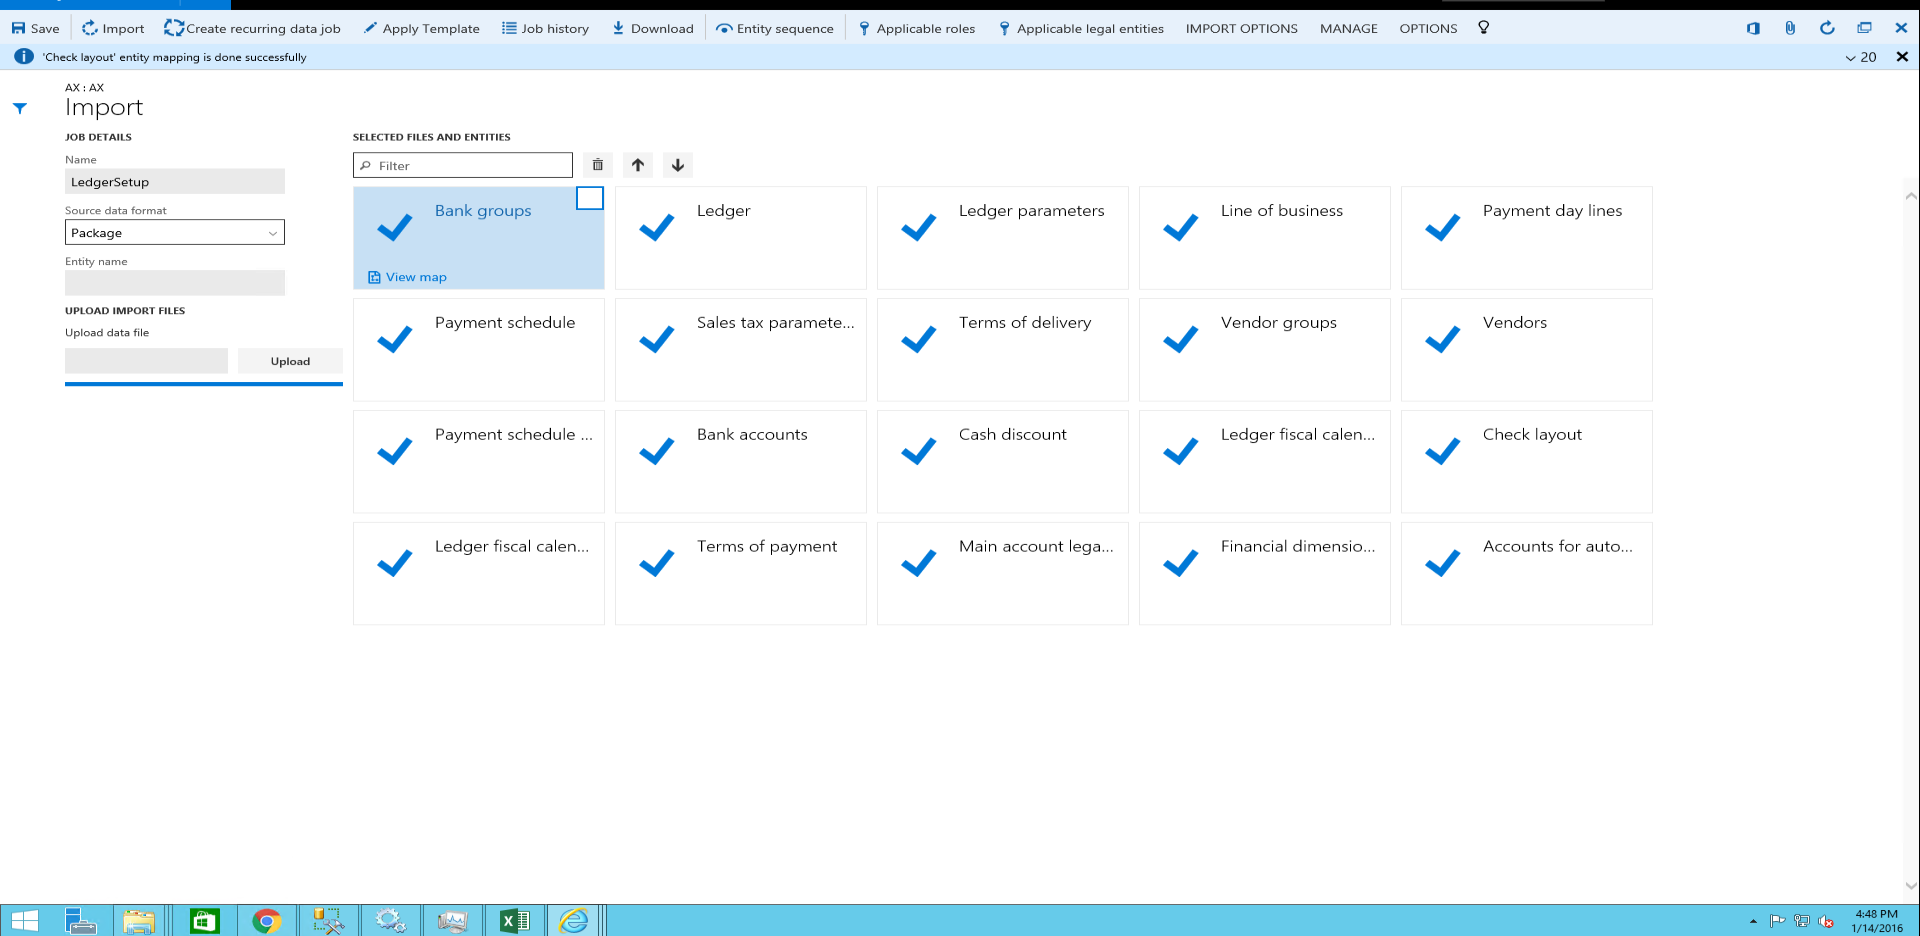 Save Import Create recurring data job Apply Template Job history Download Entity sequence Applicable roles Applicable legal entities IMPORT OPTIONS MANAGE OPTIONS
'Check layout' entity mapping is done successfully 20
AX : AX
Import
JOB DETAILS
Name
LedgerSetup
Source data format
Package
Entity name
UPLOAD IMPORT FILES
Upload data file
Upload
SELECTED FILES AND ENTITIES
Filter
Bank groups Ledger Ledger parameters Line of business Payment day lines
View map
Payment schedule Sales tax paramete... Terms of delivery Vendor groups Vendors
Payment schedule ... Bank accounts Cash discount Ledger fiscal calen... Check layout
Ledger fiscal calen... Terms of payment Main account lega... Financial dimensio... Accounts for auto...
4:48 PM
1/14/2016